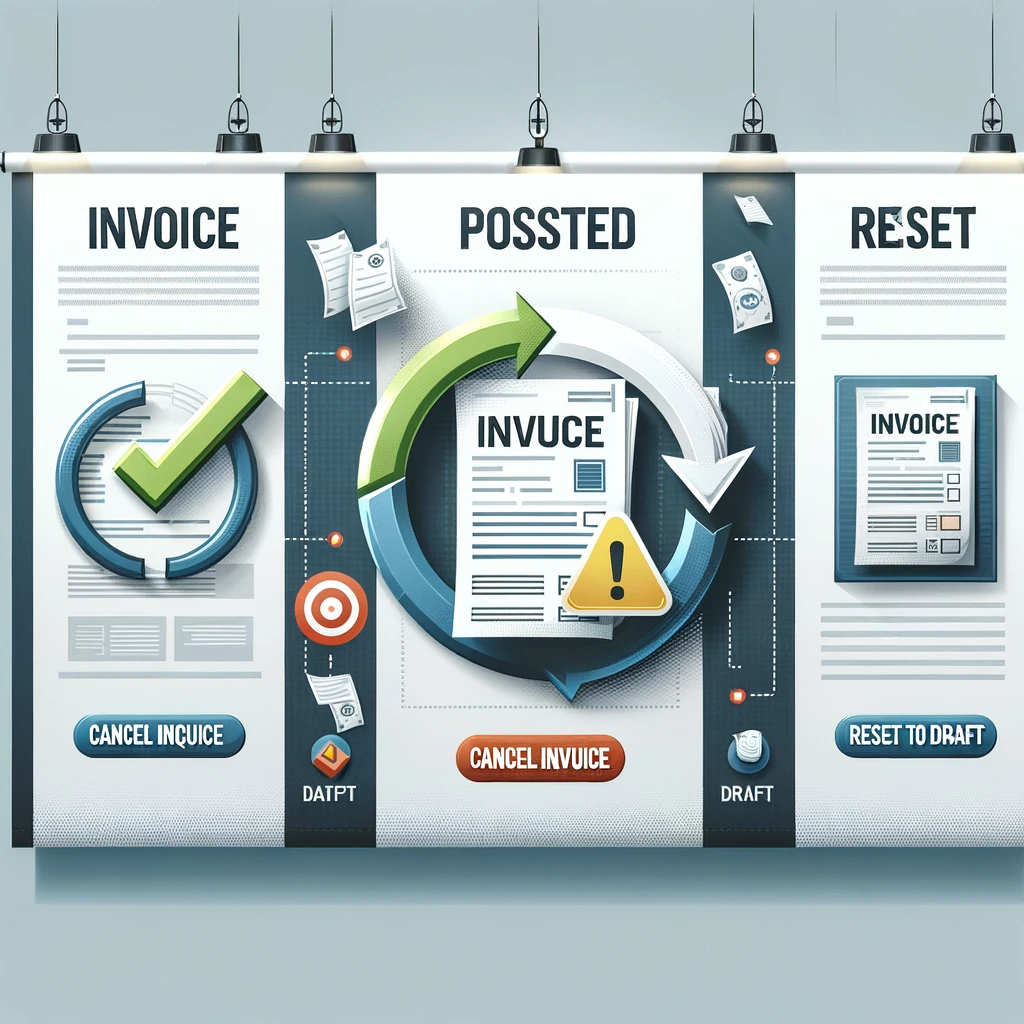 INVOICE
POSSTED
RESET
INVUCE
INVOICE
CANCEL INQUICE
CANCEL INVUICE
RESET TO DRAFT
DATPT
DRAFT